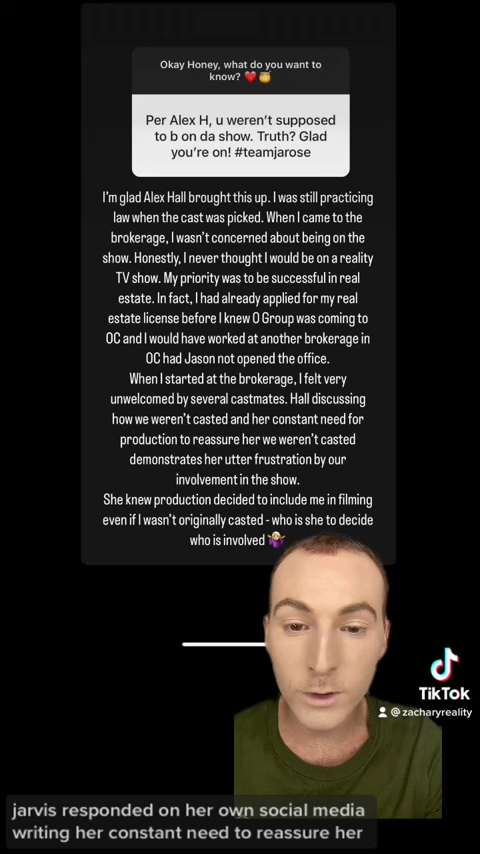 Okay Honey, what do you want to
know? ❤️🍯
Per Alex H, u weren't supposed
to b on da show. Truth? Glad
you're on! #teamjarose
I'm glad Alex Hall brought this up. I was still practicing
law when the cast was picked. When I came to the
brokerage, I wasn't concerned about being on the
show. Honestly, I never thought I would be on a reality
TV show. My priority was to be successful in real
estate. In fact, I had already applied for my real
estate license before I knew O Group was coming to
OC and I would have worked at another brokerage in
OC had Jason not opened the office.
When I started at the brokerage, I felt very
unwelcomed by several castmates. Hall discussing
how we weren't casted and her constant need for
production to reassure her we weren't casted
demonstrates her utter frustration by our
involvement in the show.
She knew production decided to include me in filming
even if I wasn't originally casted - who is she to decide
who is involved 🤷🏼‍♀️
TikTok
@zacharyreality
jarvis responded on her own social media
writing her constant need to reassure her